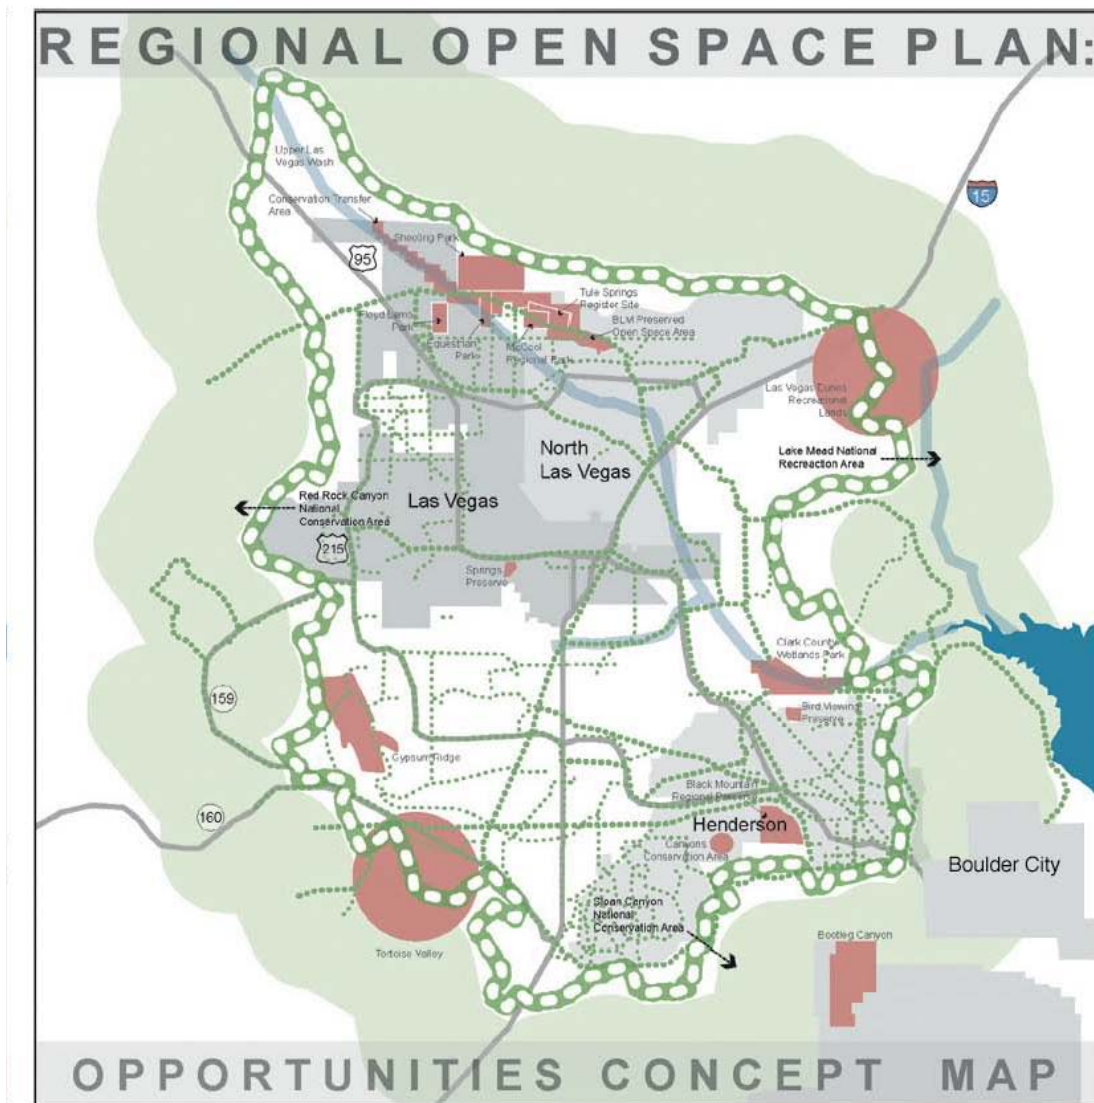 REGIONAL OPEN SPACE PLAN:
Upper Las
Vegas Wash
Conservation Transfer
Area
15
Shooting Park
95
Tule Springs
Register Site
Floyd Lamb
Park
BLM Preserved
Open Space Area
Equestrian
Park
McCool
Regional Park
Las Vegas Dunes
Recreational
Lands
North
Las Vegas
Lake Mead National
Recreaction Area
Red Rock Canyon
National
Conservation Area
Las Vegas
215
Springs
Preserve
Clark County
Wetlands Park
159
Bird Viewing
Preserve
Gypsum Ridge
Black Mountain
Regional
160
Henderson
Canyons
Conservation Area
Boulder City
Sloan Canyon
National
Conservation Area
Bootleg Canyon
Tortoise Valley
OPPORTUNITIES CONCEPT MAP